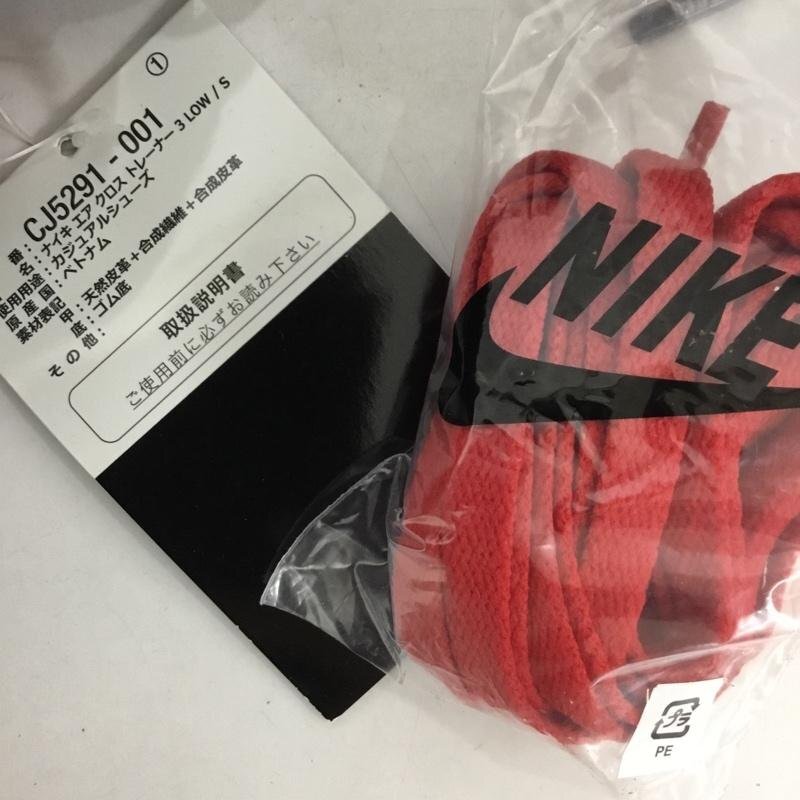 ①
番：CJ5291 - 001
名：ナイキ エア クロス トレーナー 3 LOW / S
使用用途：カジュアルシューズ
原産国：ベトナム
素材表記 甲：天然皮革＋合成繊維＋合成皮革
底：ゴム底
その他：
取扱説明書
ご使用前に必ずお読み下さい
NIKE
プラ
PE